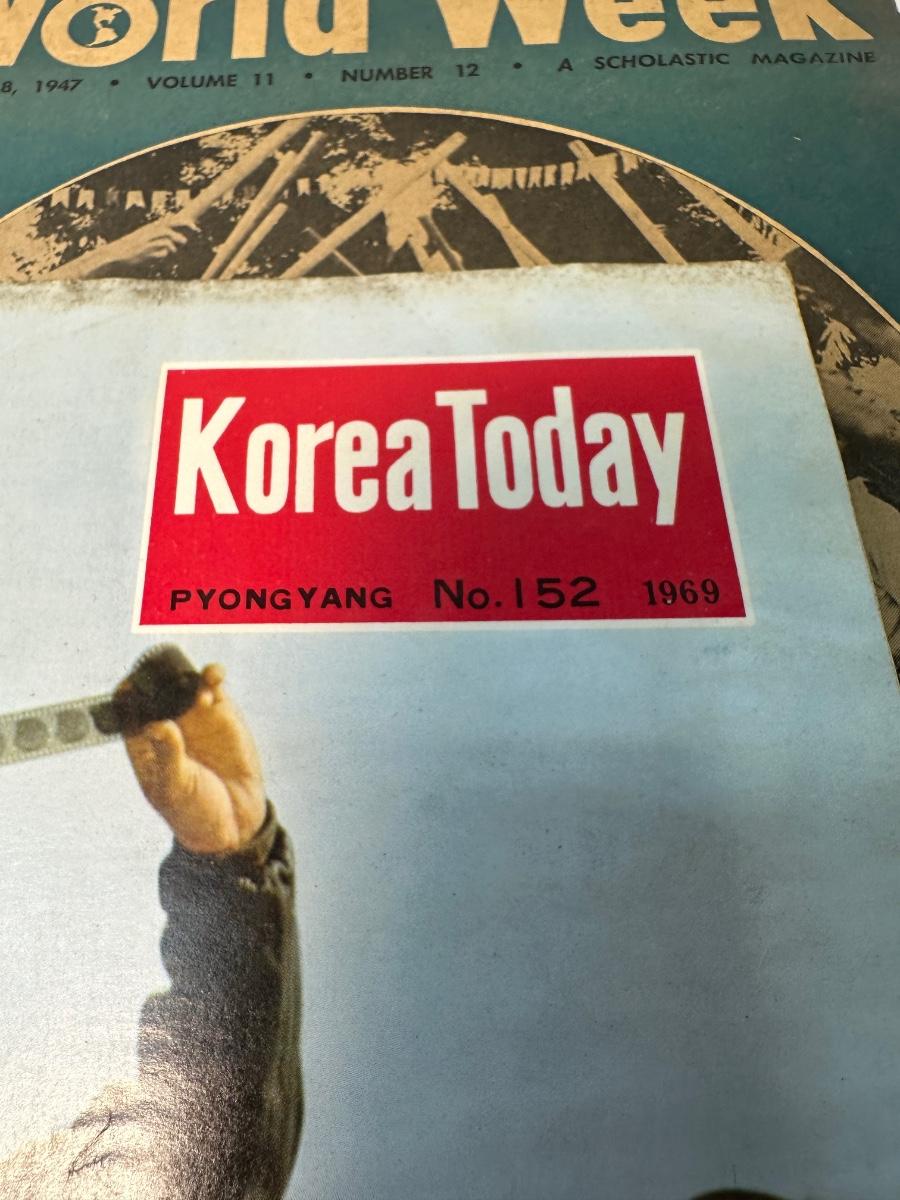 World Week
8, 1947 • VOLUME 11 • NUMBER 12 • A SCHOLASTIC MAGAZINE
Korea Today
PYONGYANG No. 152 1969